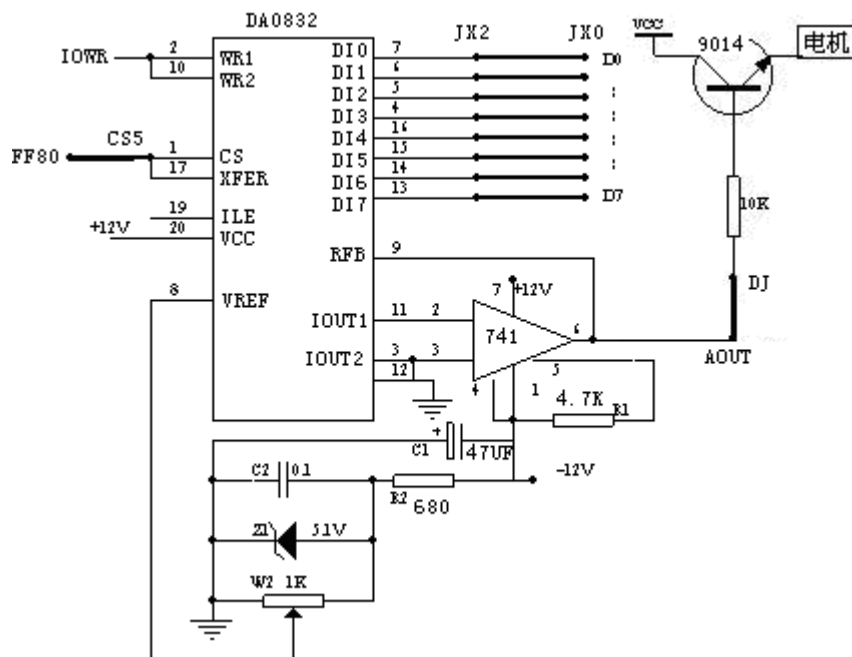 DA0832
JX2 JX0
VCC
9014
电机
IOWR
2 WR1
10 WR2
DI0 7 D0
DI1 6
DI2 5
DI3 4
DI4 16
DI5 15
DI6 14
DI7 13 D7
CS5
FF80
1 CS
17 XFER
19 ILE
+12V 20 VCC
10K
RFB 9
DJ
8 VREF
7 +12V
IOUT1 11 2
741
6
IOUT2 3 3
12
AOUT
4 1 5
4.7K R1
+
C1 47UF
C2 0.1
-12V
R2 680
Z1 51V
W2 1K